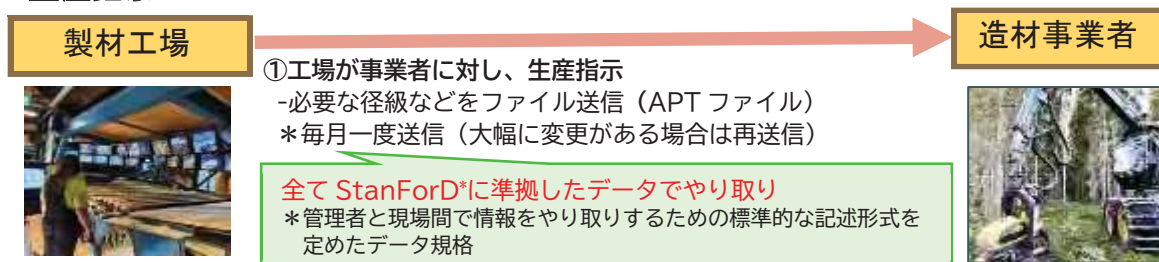 製材工場
造材事業者
①工場が事業者に対し、生産指示
-必要な径級などをファイル送信（APT ファイル）
＊毎月一度送信（大幅に変更がある場合は再送信）
全て StanForD*に準拠したデータでやり取り
＊管理者と現場間で情報をやり取りするための標準的な記述形式を
定めたデータ規格